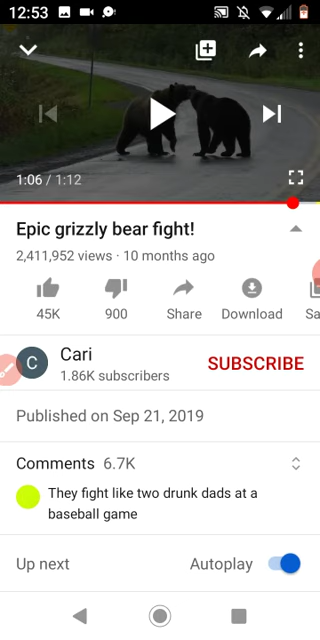 12:53
1:06 / 1:12
Epic grizzly bear fight!
2,411,952 views · 10 months ago
45K 900 Share Download Sa
C Cari SUBSCRIBE
1.86K subscribers
Published on Sep 21, 2019
Comments 6.7K
They fight like two drunk dads at a
baseball game
Up next Autoplay